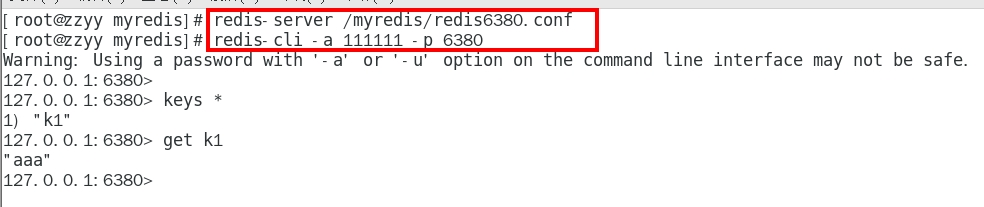 [root@zzyy myredis]# redis-server /myredis/redis6380.conf
[root@zzyy myredis]# redis-cli -a 111111 -p 6380
Warning: Using a password with '-a' or '-u' option on the command line interface may not be safe.
127.0.0.1:6380>
127.0.0.1:6380> keys *
1) "k1"
127.0.0.1:6380> get k1
"aaa"
127.0.0.1:6380>